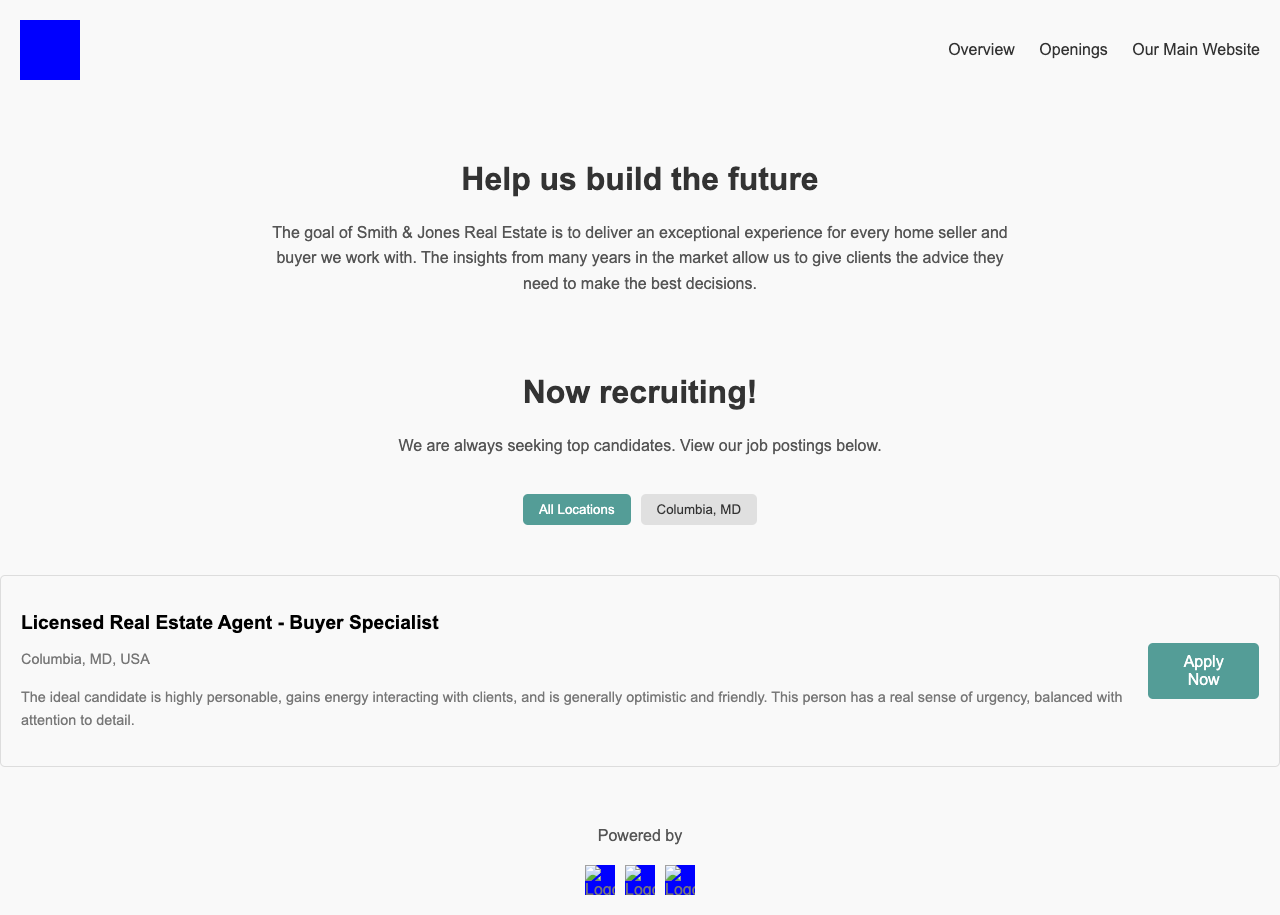 Overview Openings Our Main Website
Help us build the future
The goal of Smith & Jones Real Estate is to deliver an exceptional experience for every home seller and
buyer we work with. The insights from many years in the market allow us to give clients the advice they
need to make the best decisions.
Now recruiting!
We are always seeking top candidates. View our job postings below.
All Locations Columbia, MD
Licensed Real Estate Agent - Buyer Specialist
Columbia, MD, USA
The ideal candidate is highly personable, gains energy interacting with clients, and is generally optimistic and friendly. This person has a real sense of urgency, balanced with
attention to detail.
Apply
Now
Powered by
Logo Logo Logo